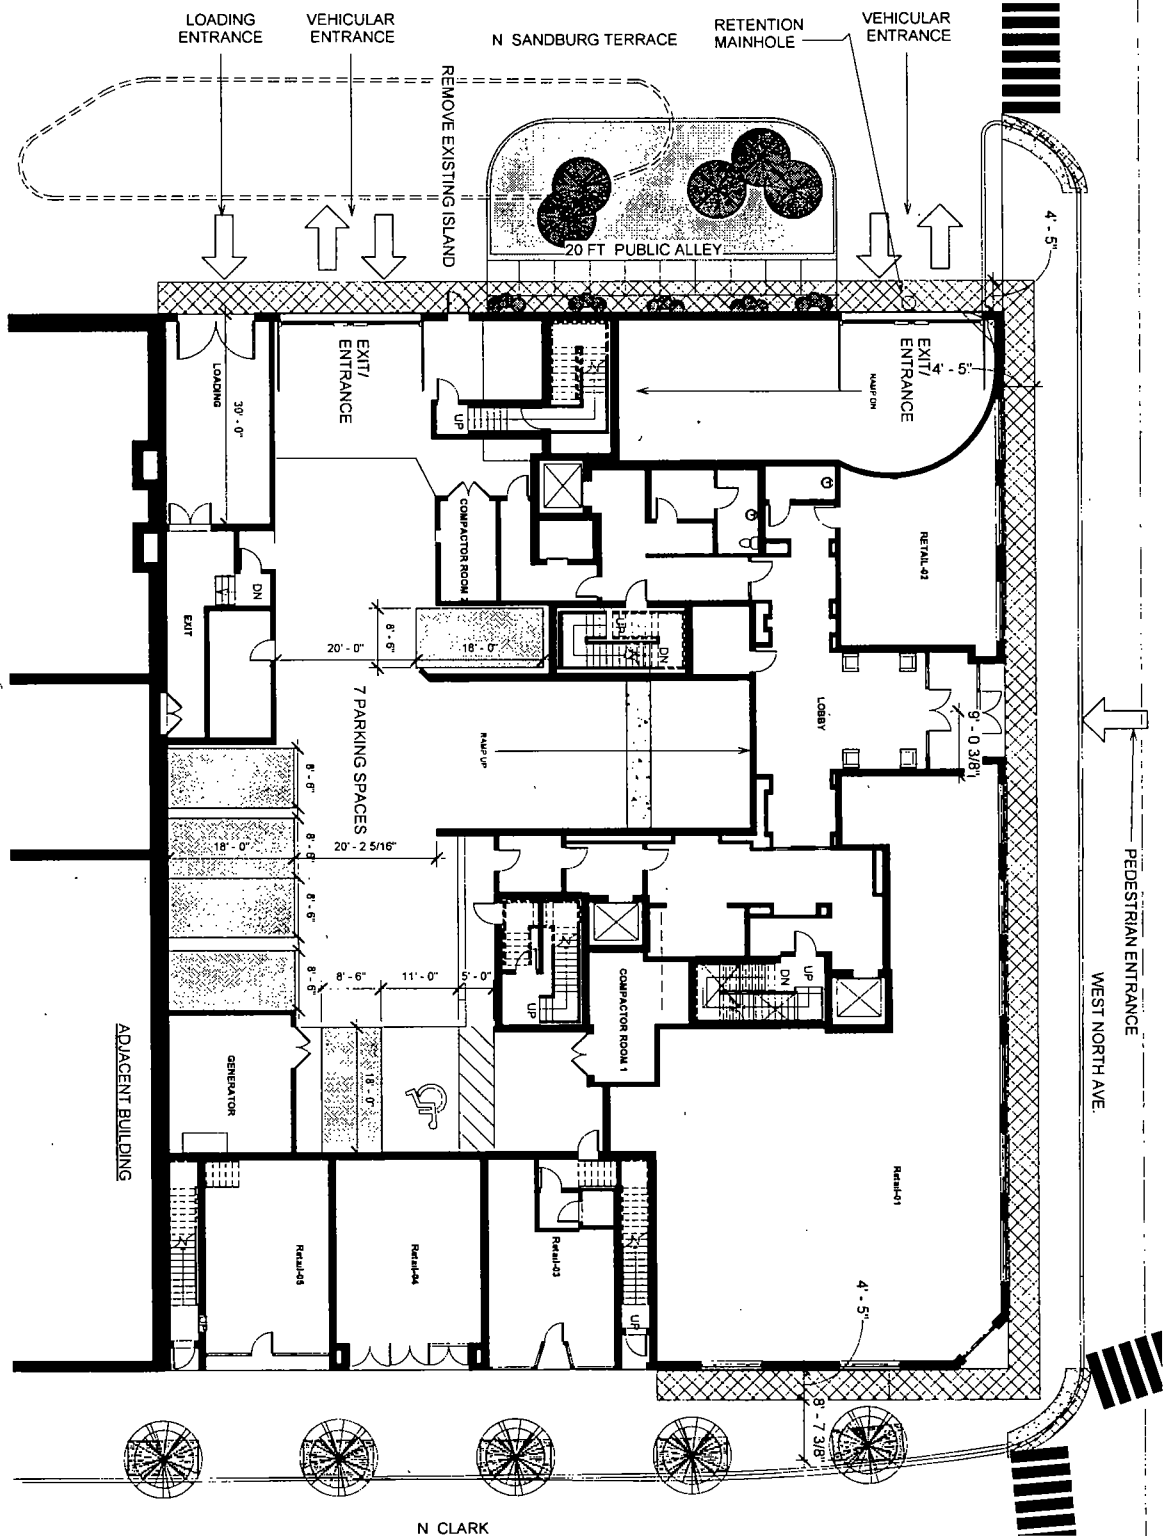 LOADING
ENTRANCE
VEHICULAR
ENTRANCE
N SANDBURG TERRACE
RETENTION
MAINHOLE
VEHICULAR
ENTRANCE
REMOVE EXISTING ISLAND
20 FT PUBLIC ALLEY
4' - 5"
LOADING
30' - 0"
EXIT/
ENTRANCE
UP
RAMP DN
EXIT/
ENTRANCE
4' - 5"
COMPACTOR ROOM 2
RETAIL-02
DN
EXIT
8' - 6"
20' - 0"
18' - 0"
UP
DN
7 PARKING SPACES
RAMP UP
LOBBY
9' - 0 3/8"
8' - 6"
18' - 0"
8' - 6"
20' - 2 5/16"
8' - 6"
8' - 6"
8' - 6"
11' - 0"
5' - 0"
UP
COMPACTOR ROOM 1
DN
UP
PEDESTRIAN ENTRANCE
WEST NORTH AVE.
ADJACENT BUILDING
GENERATOR
18' - 0"
Retail-01
Retail-05
Retail-04
Retail-03
UP
UP
4' - 5"
8' - 7 3/8"
N CLARK